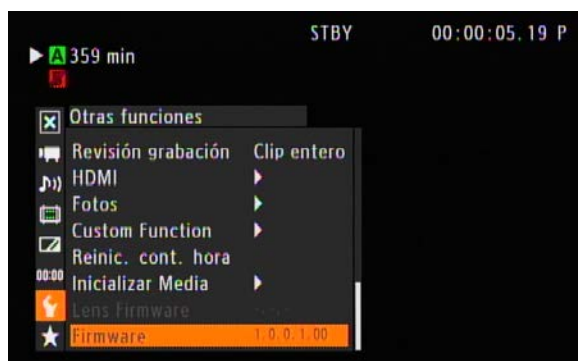 STBY 00:00:05.19 P
A 359 min
Otras funciones
Revisión grabación Clip entero
HDMI
Fotos
Custom Function
Reinic. cont. hora
00:00 Inicializar Media
Lens Firmware -.-.-
Firmware 1.0.0.1.00